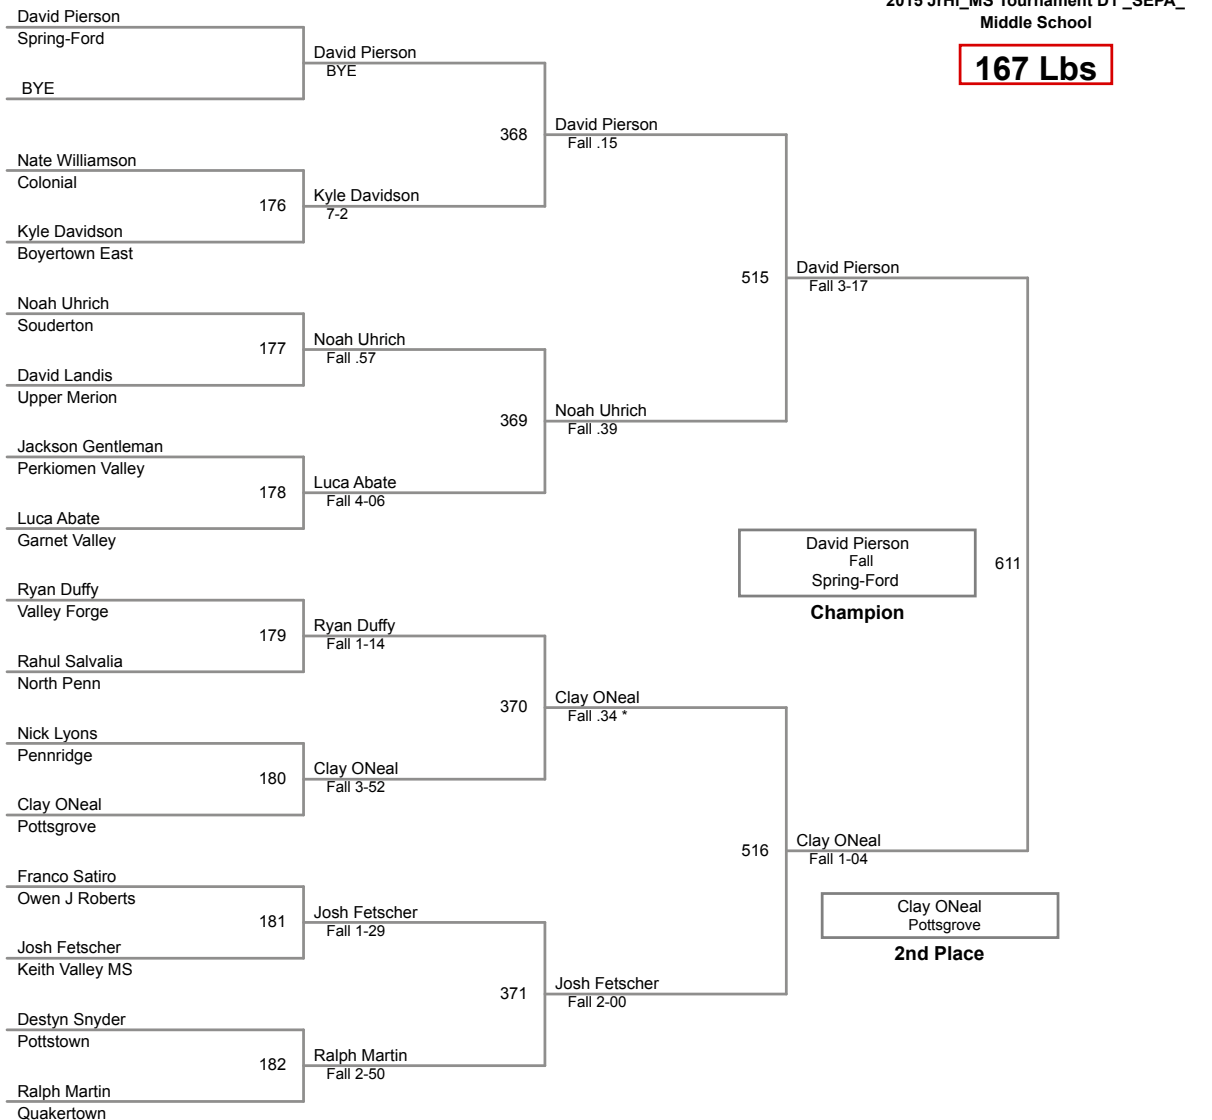 2015 JrHi_MS Tournament D1 _SEPA_
Middle School
167 Lbs
David Pierson
Spring-Ford
BYE
Nate Williamson
Colonial
Kyle Davidson
Boyertown East
Noah Uhrich
Souderton
David Landis
Upper Merion
Jackson Gentleman
Perkiomen Valley
Luca Abate
Garnet Valley
Ryan Duffy
Valley Forge
Rahul Salvalia
North Penn
Nick Lyons
Pennridge
Clay ONeal
Pottsgrove
Franco Satiro
Owen J Roberts
Josh Fetscher
Keith Valley MS
Destyn Snyder
Pottstown
Ralph Martin
Quakertown
176
177
178
179
180
181
182
David Pierson
BYE
Kyle Davidson
7-2
Noah Uhrich
Fall .57
Luca Abate
Fall 4-06
Ryan Duffy
Fall 1-14
Clay ONeal
Fall 3-52
Josh Fetscher
Fall 1-29
Ralph Martin
Fall 2-50
368
369
370
371
David Pierson
Fall .15
Noah Uhrich
Fall .39
Clay ONeal
Fall .34 *
Josh Fetscher
Fall 2-00
515
516
David Pierson
Fall 3-17
Clay ONeal
Fall 1-04
611
David Pierson
Fall
Spring-Ford
Champion
Clay ONeal
Pottsgrove
2nd Place